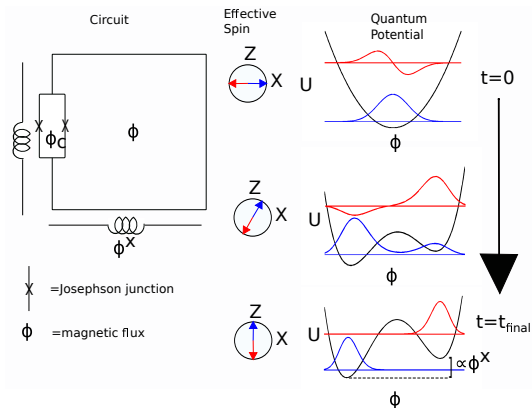 Circuit
Effective
Spin
Quantum
Potential
Z
X
U
t=0
ϕc
ϕ
ϕ
Z
X
U
ϕ
ϕx
=Josephson junction
Z
X
U
t=tfinal
∝ϕx
ϕ =magnetic flux
ϕ